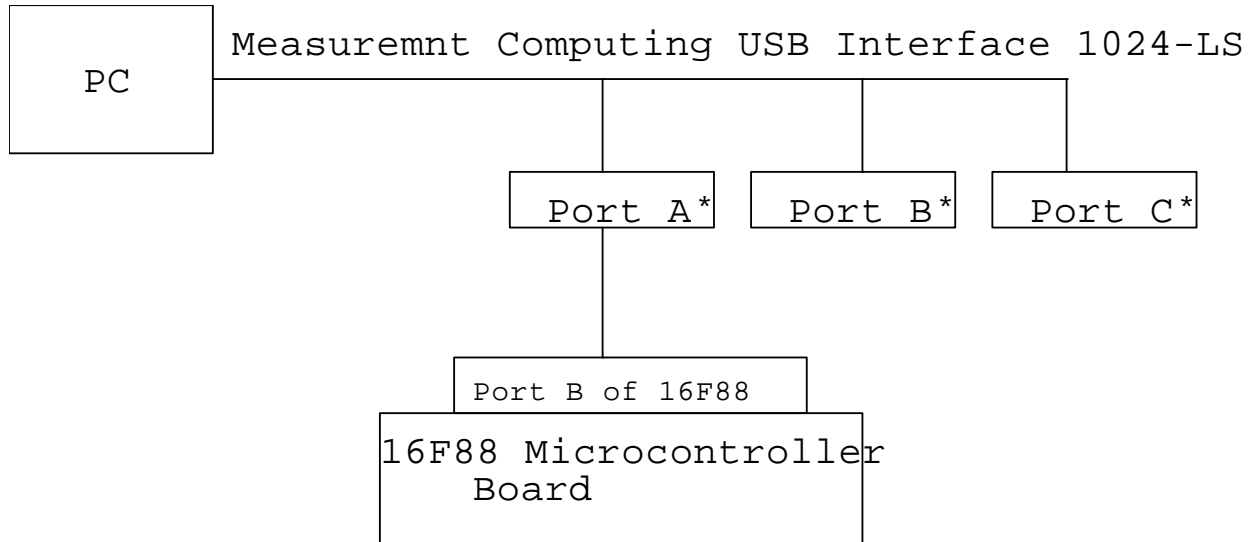 Measuremnt Computing USB Interface 1024-LS
PC
Port A*
Port B*
Port C*
Port B of 16F88
16F88 Microcontroller
Board